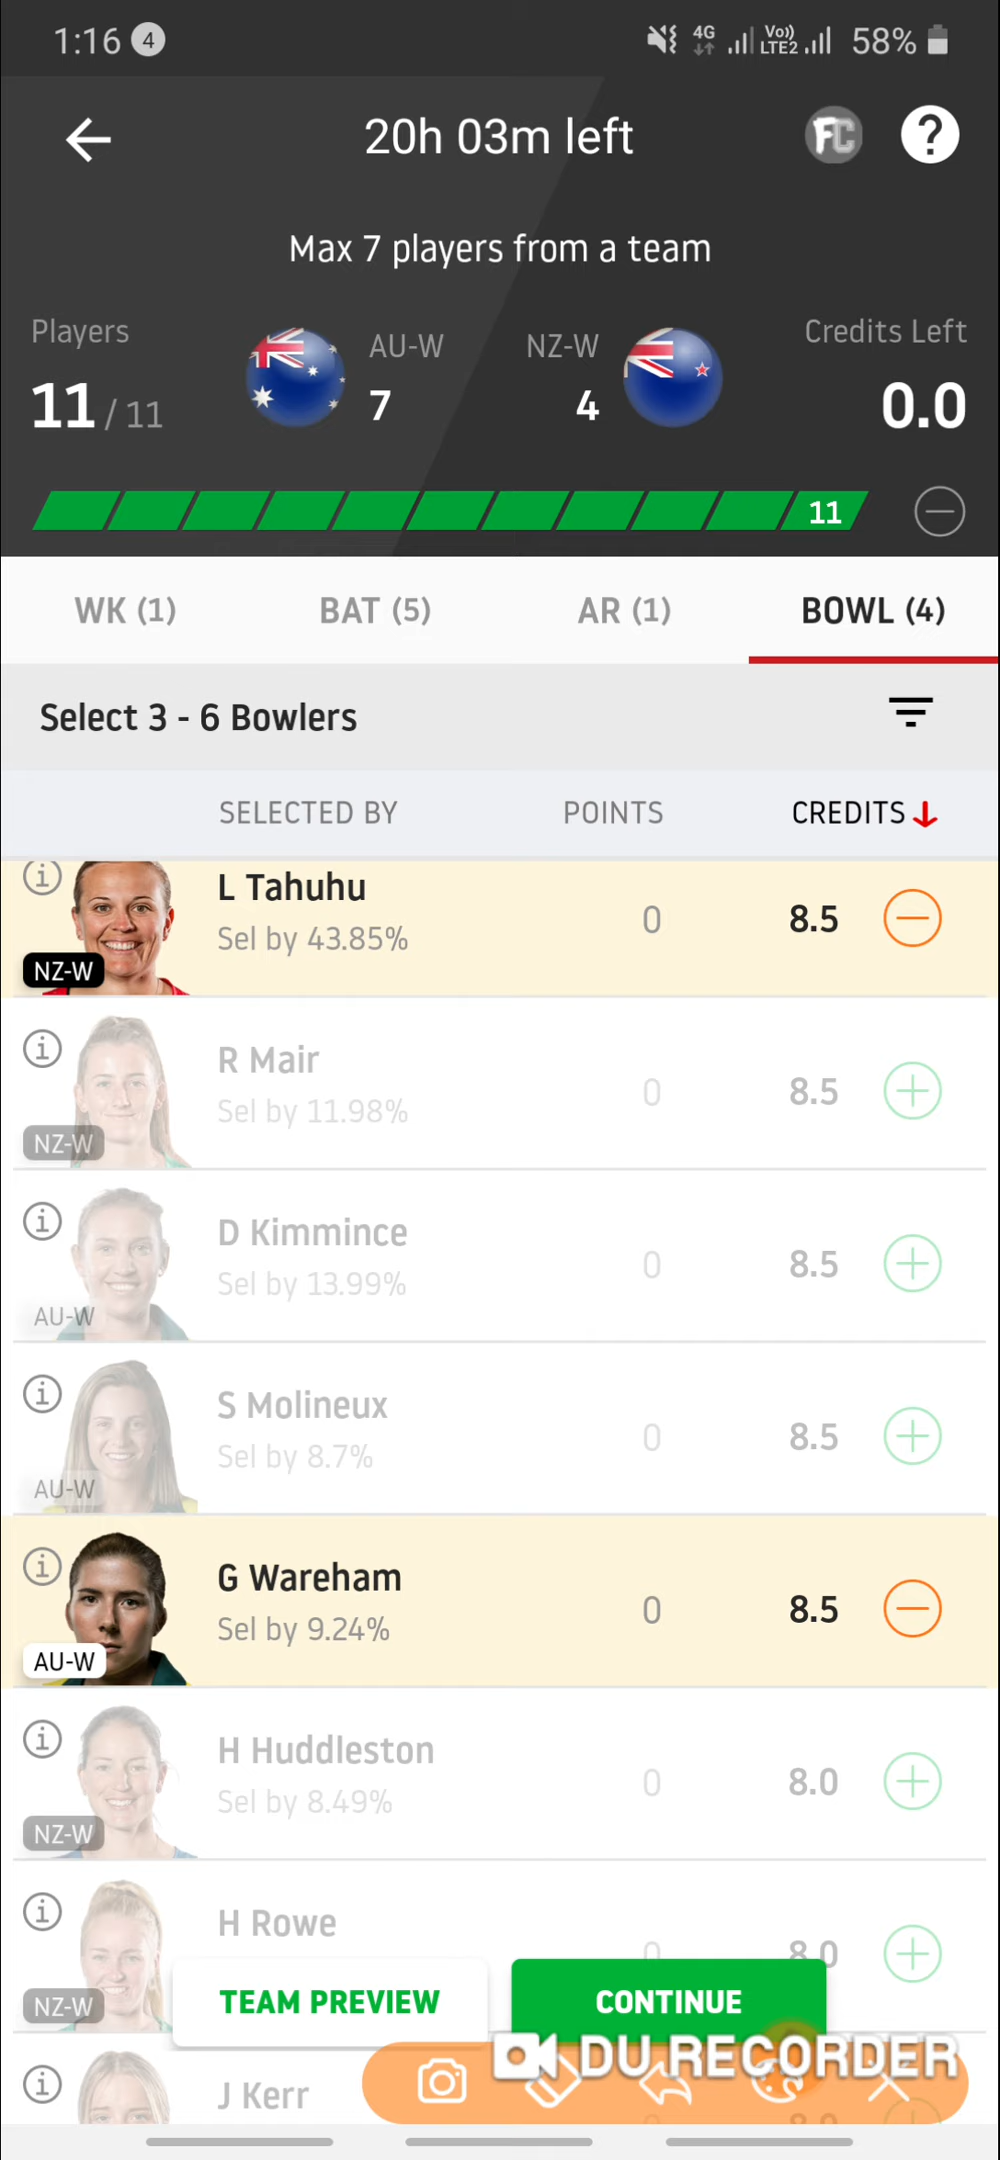 1:16 4 4G Vo)) LTE2 58%
20h 03m left FC ?
Max 7 players from a team
Players AU-W NZ-W Credits Left
11 / 11 7 4 0.0
11
WK (1) BAT (5) AR (1) BOWL (4)
Select 3 - 6 Bowlers
SELECTED BY POINTS CREDITS
L Tahuhu
Sel by 43.85% 0 8.5
NZ-W
R Mair
Sel by 11.98% 0 8.5
NZ-W
D Kimmince
Sel by 13.99% 0 8.5
AU-W
S Molineux
Sel by 8.7% 0 8.5
AU-W
G Wareham
Sel by 9.24% 0 8.5
AU-W
H Huddleston
Sel by 8.49% 0 8.0
NZ-W
H Rowe
0 8.0
NZ-W
TEAM PREVIEW CONTINUE
DU RECORDER
J Kerr